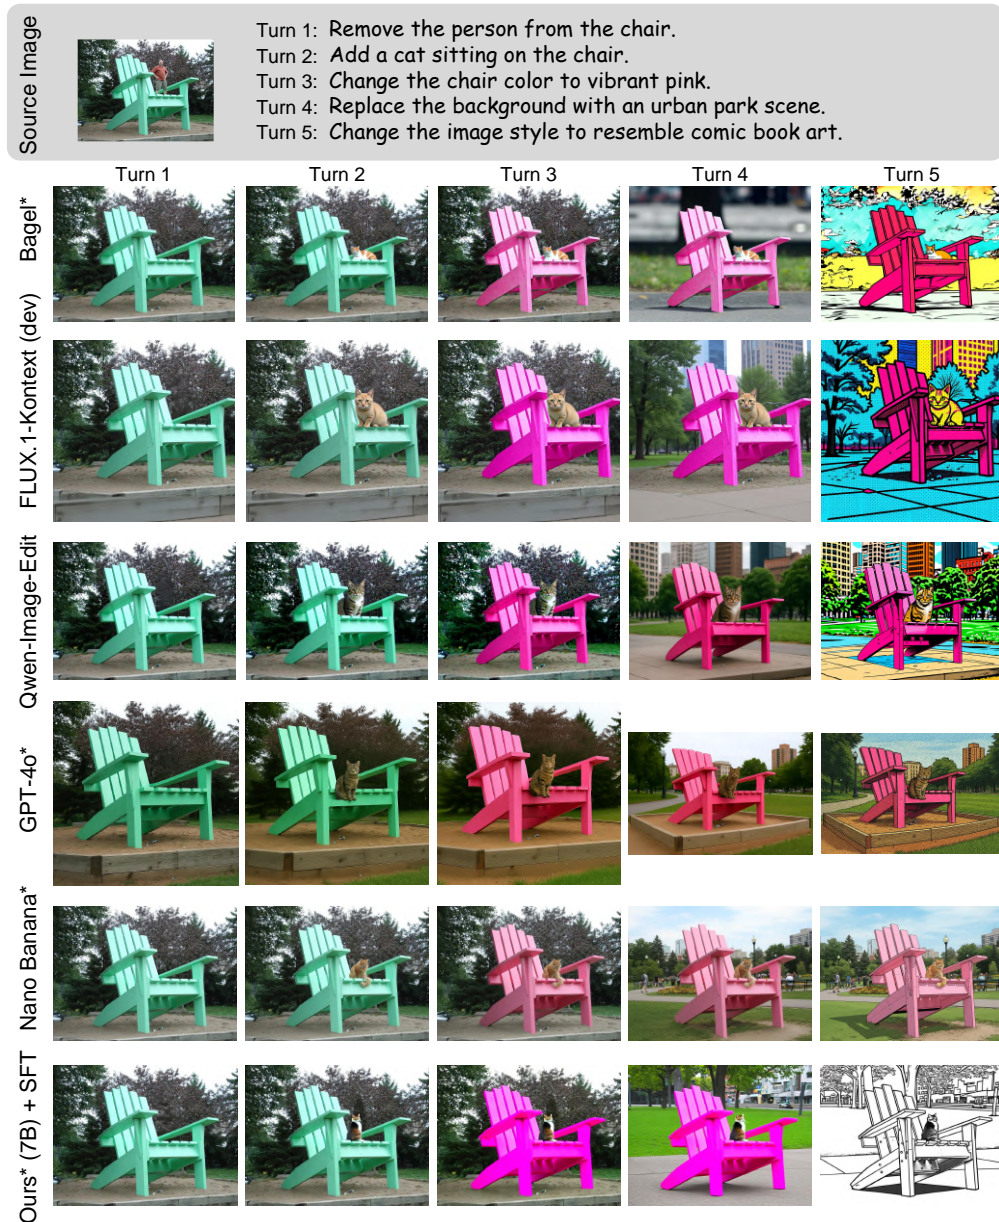 Source Image
Turn 1: Remove the person from the chair.
Turn 2: Add a cat sitting on the chair.
Turn 3: Change the chair color to vibrant pink.
Turn 4: Replace the background with an urban park scene.
Turn 5: Change the image style to resemble comic book art.
Turn 1 Turn 2 Turn 3 Turn 4 Turn 5
Bagel*
FLUX.1-Kontext (dev)
Qwen-Image-Edit
GPT-4o*
Nano Banana*
Ours* (7B) + SFT